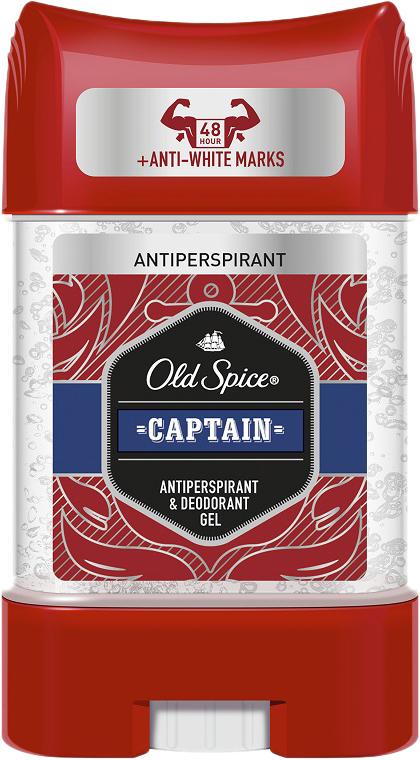 48
HOUR
+ANTI-WHITE MARKS
ANTIPERSPIRANT
Old Spice®
=CAPTAIN=
ANTIPERSPIRANT
& DEODORANT
GEL